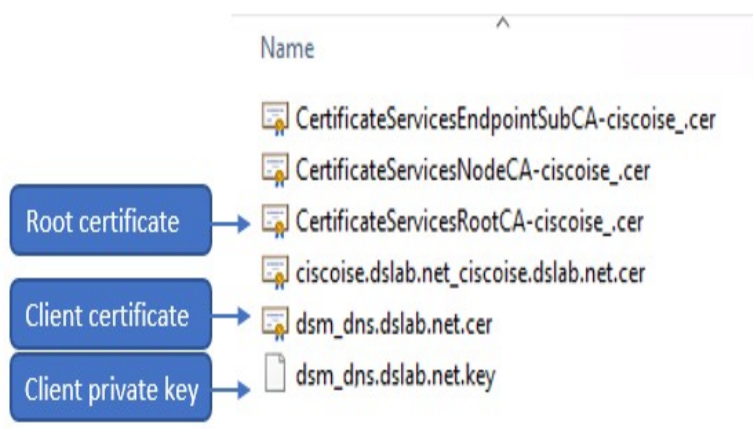 Name
CertificateServicesEndpointSubCA-ciscoise_.cer
CertificateServicesNodeCA-ciscoise_.cer
Root certificate
CertificateServicesRootCA-ciscoise_.cer
ciscoise.dslab.net_ciscoise.dslab.net.cer
Client certificate
dsm_dns.dslab.net.cer
Client private key
dsm_dns.dslab.net.key